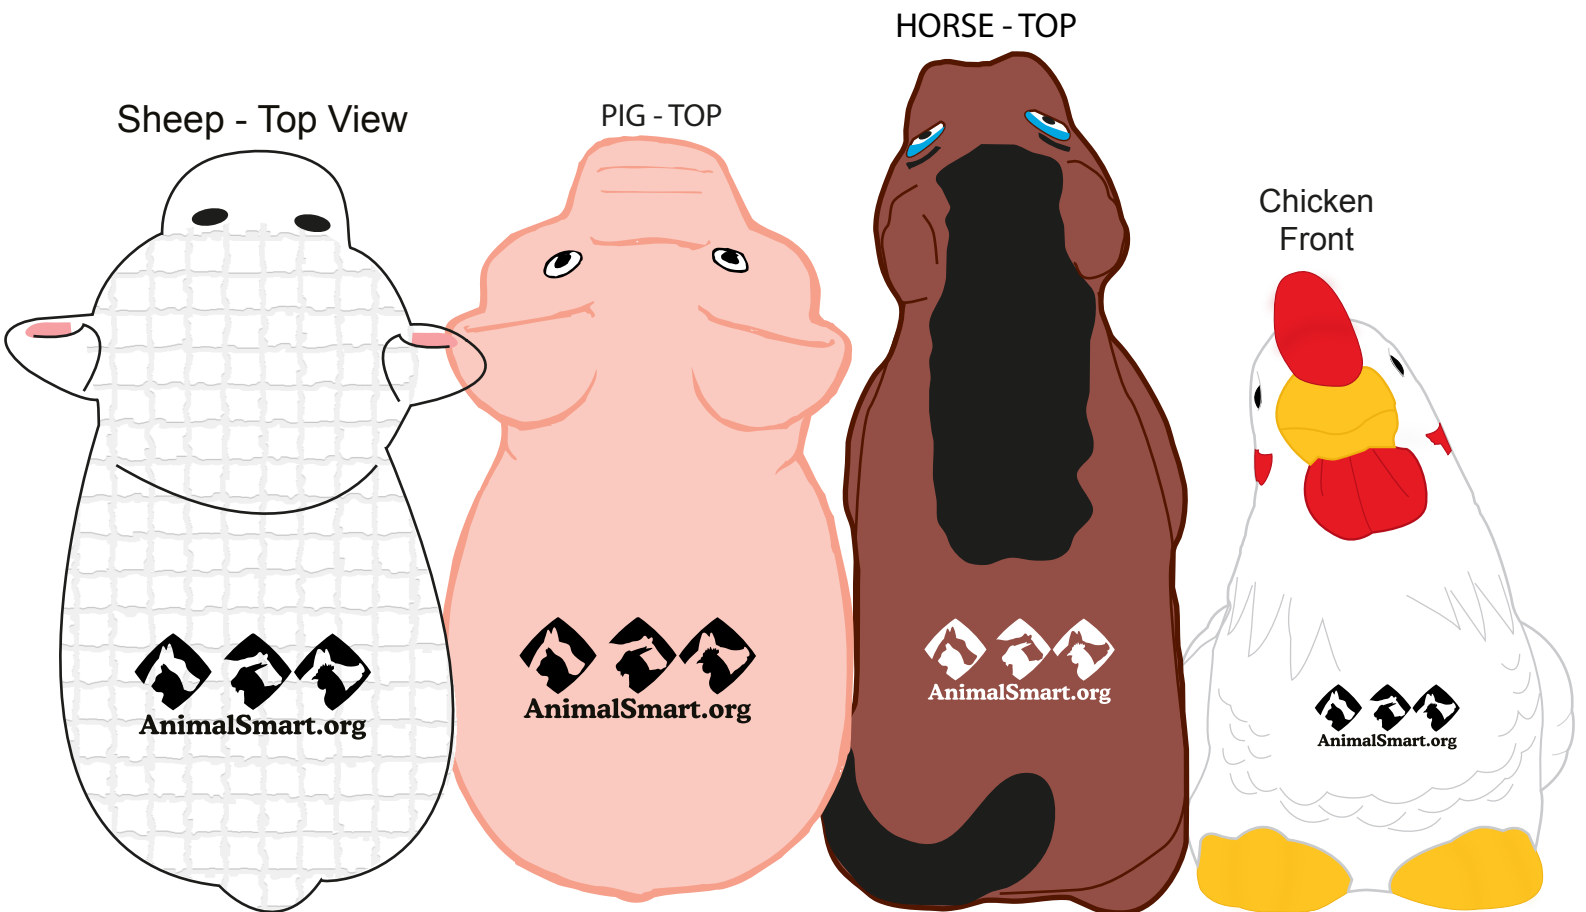 HORSE - TOP
Sheep - Top View
PIG - TOP
Chicken
Front
AnimalSmart.org
AnimalSmart.org
AnimalSmart.org
AnimalSmart.org